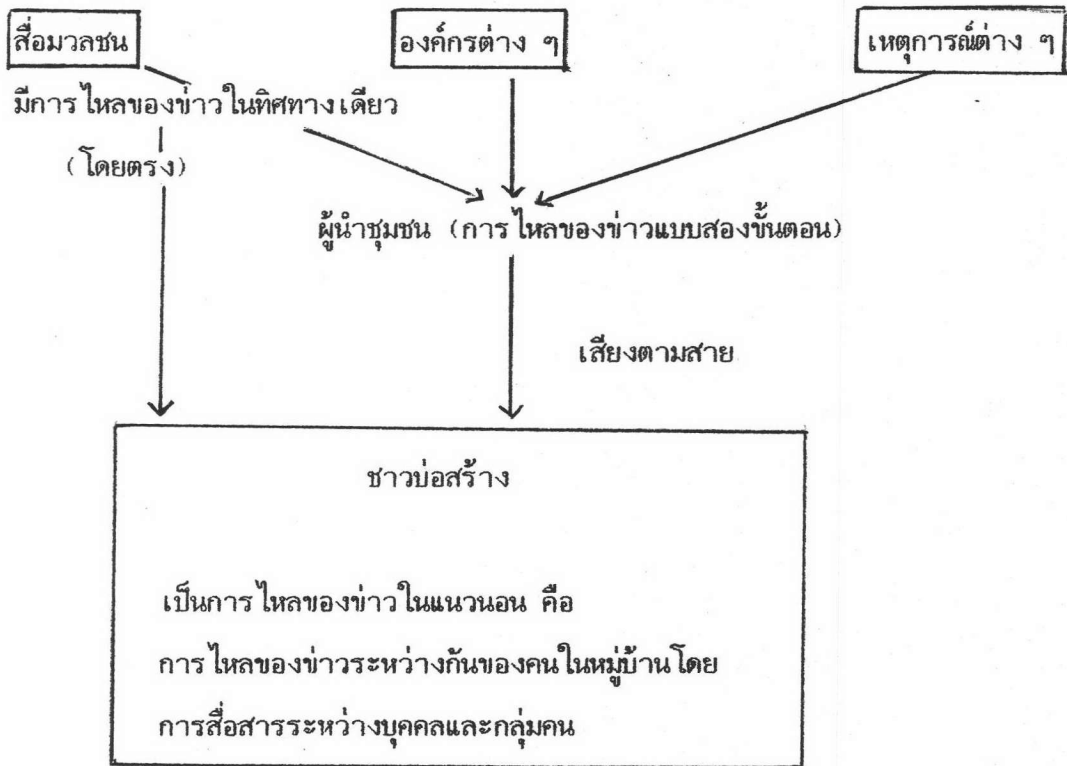 สื่อมวลชน
องค์กรต่าง ๆ
เหตุการณ์ต่าง ๆ
มีการไหลของข่าวในทิศทางเดียว
(โดยตรง)
ผู้นำชุมชน (การไหลของข่าวแบบสองขั้นตอน)
เสียงตามสาย
ชาวบ่อสร้าง
เป็นการไหลของข่าวในแนวนอน คือ
การไหลของข่าวระหว่างกันของคนในหมู่บ้านโดย
การสื่อสารระหว่างบุคคลและกลุ่มคน